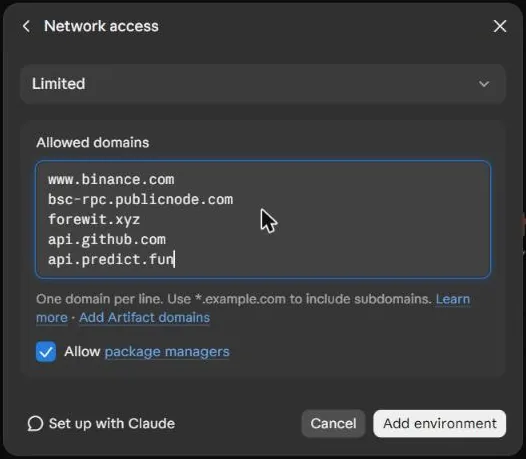 Network access
Limited
Allowed domains
www.binance.com
bsc-rpc.publicnode.com
forewit.xyz
api.github.com
api.predict.fun
One domain per line. Use *.example.com to include subdomains. Learn
more · Add Artifact domains
Allow package managers
Set up with Claude
Cancel
Add environment